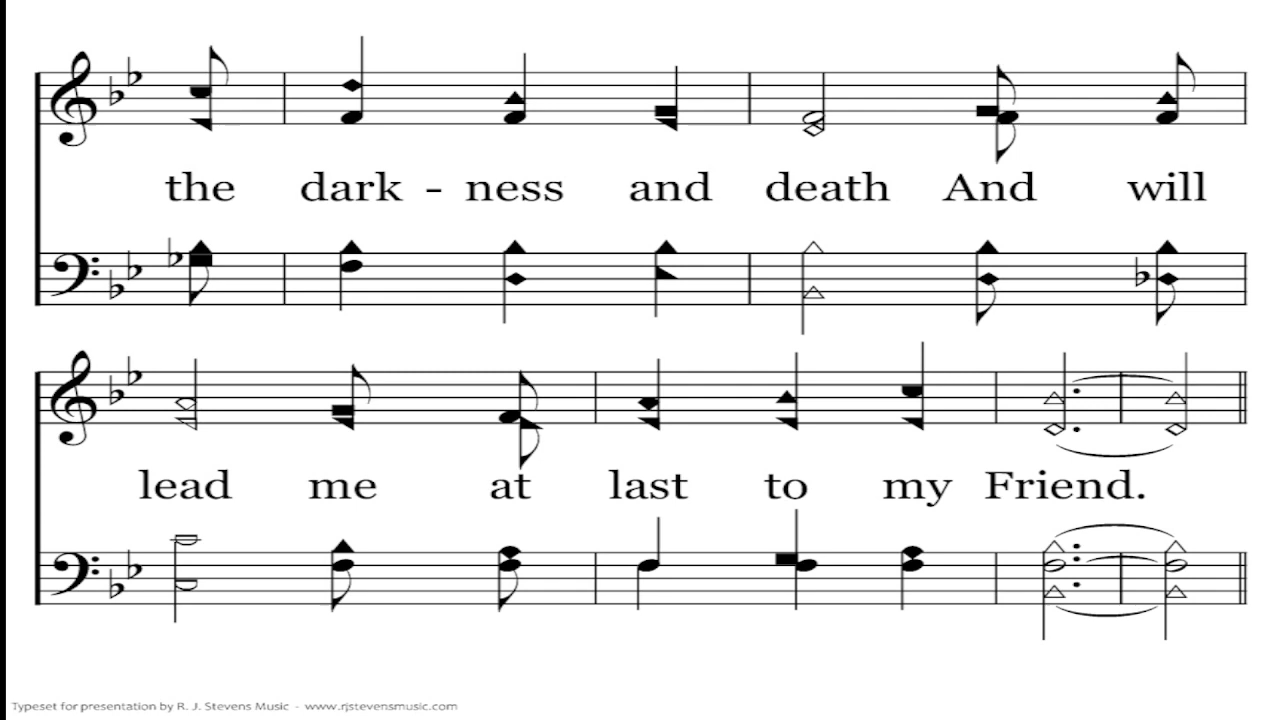 the dark - ness and death And will
lead me at last to my Friend.
Typeset for presentation by R. J. Stevens Music - www.rjstevensmusic.com